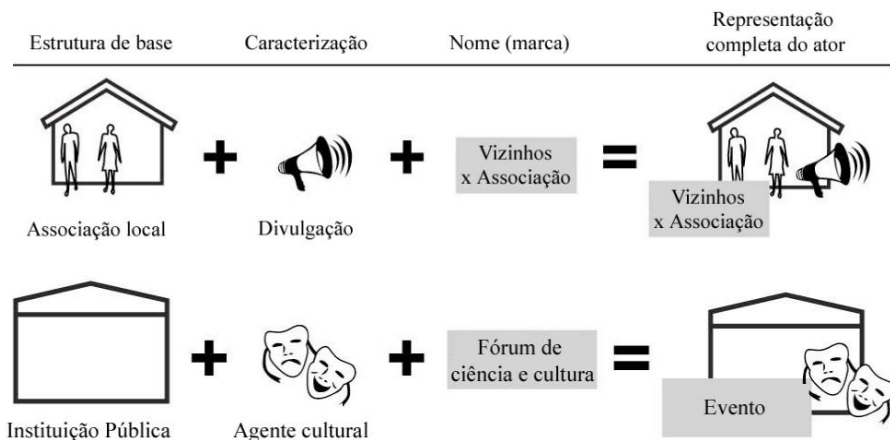 Estrutura de base
Caracterização
Nome (marca)
Representação
completa do ator
Associação local
Divulgação
Vizinhos
x Associação
Vizinhos
x Associação
Instituição Pública
Agente cultural
Fórum de
ciência e cultura
Evento